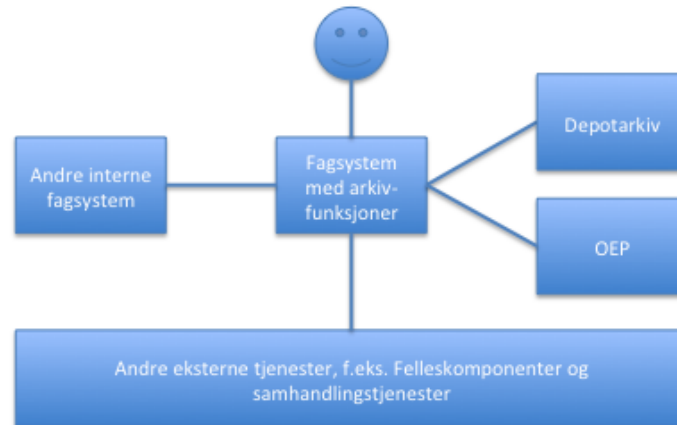 Depotarkiv
Andre interne
fagsystem
Fagsystem
med arkiv-
funksjoner
OEP
Andre eksterne tjenester, f.eks. Felleskomponenter og
samhandlingstjenester